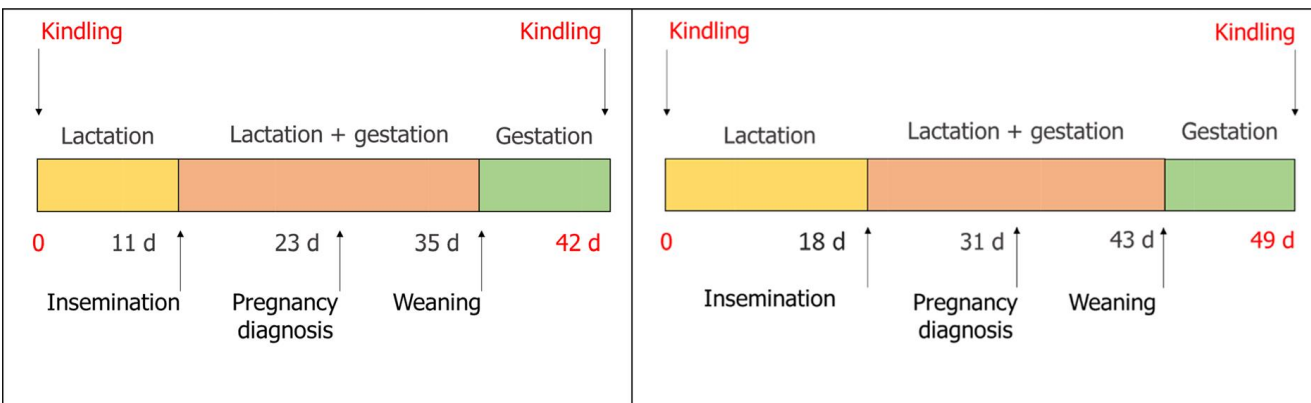 Kindling
Kindling
Lactation
Lactation + gestation
Gestation
0
11 d
23 d
35 d
42 d
Insemination
Pregnancy
diagnosis
Weaning
Kindling
Kindling
Lactation
Lactation + gestation
Gestation
0
18 d
31 d
43 d
49 d
Insemination
Pregnancy
diagnosis
Weaning